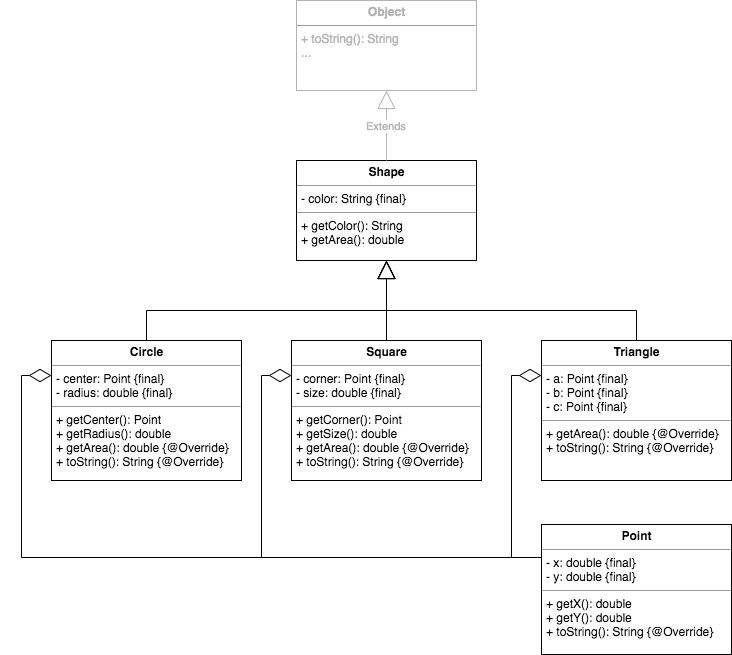 Object
+ toString(): String
...
Extends
Shape
- color: String {final}
+ getColor(): String
+ getArea(): double
Circle
- center: Point {final}
- radius: double {final}
+ getCenter(): Point
+ getRadius(): double
+ getArea(): double {@Override}
+ toString(): String {@Override}
Square
- corner: Point {final}
- size: double {final}
+ getCorner(): Point
+ getSize(): double
+ getArea(): double {@Override}
+ toString(): String {@Override}
Triangle
- a: Point {final}
- b: Point {final}
- c: Point {final}
+ getArea(): double {@Override}
+ toString(): String {@Override}
Point
- x: double {final}
- y: double {final}
+ getX(): double
+ getY(): double
+ toString(): String {@Override}